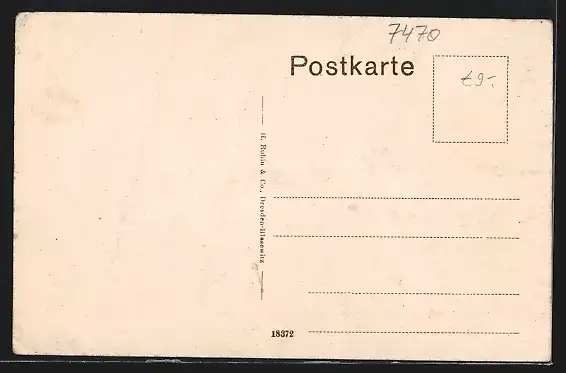 7470
Postkarte
€9.-
H. Rubin & Co., Dresden-Blasewitz
18372